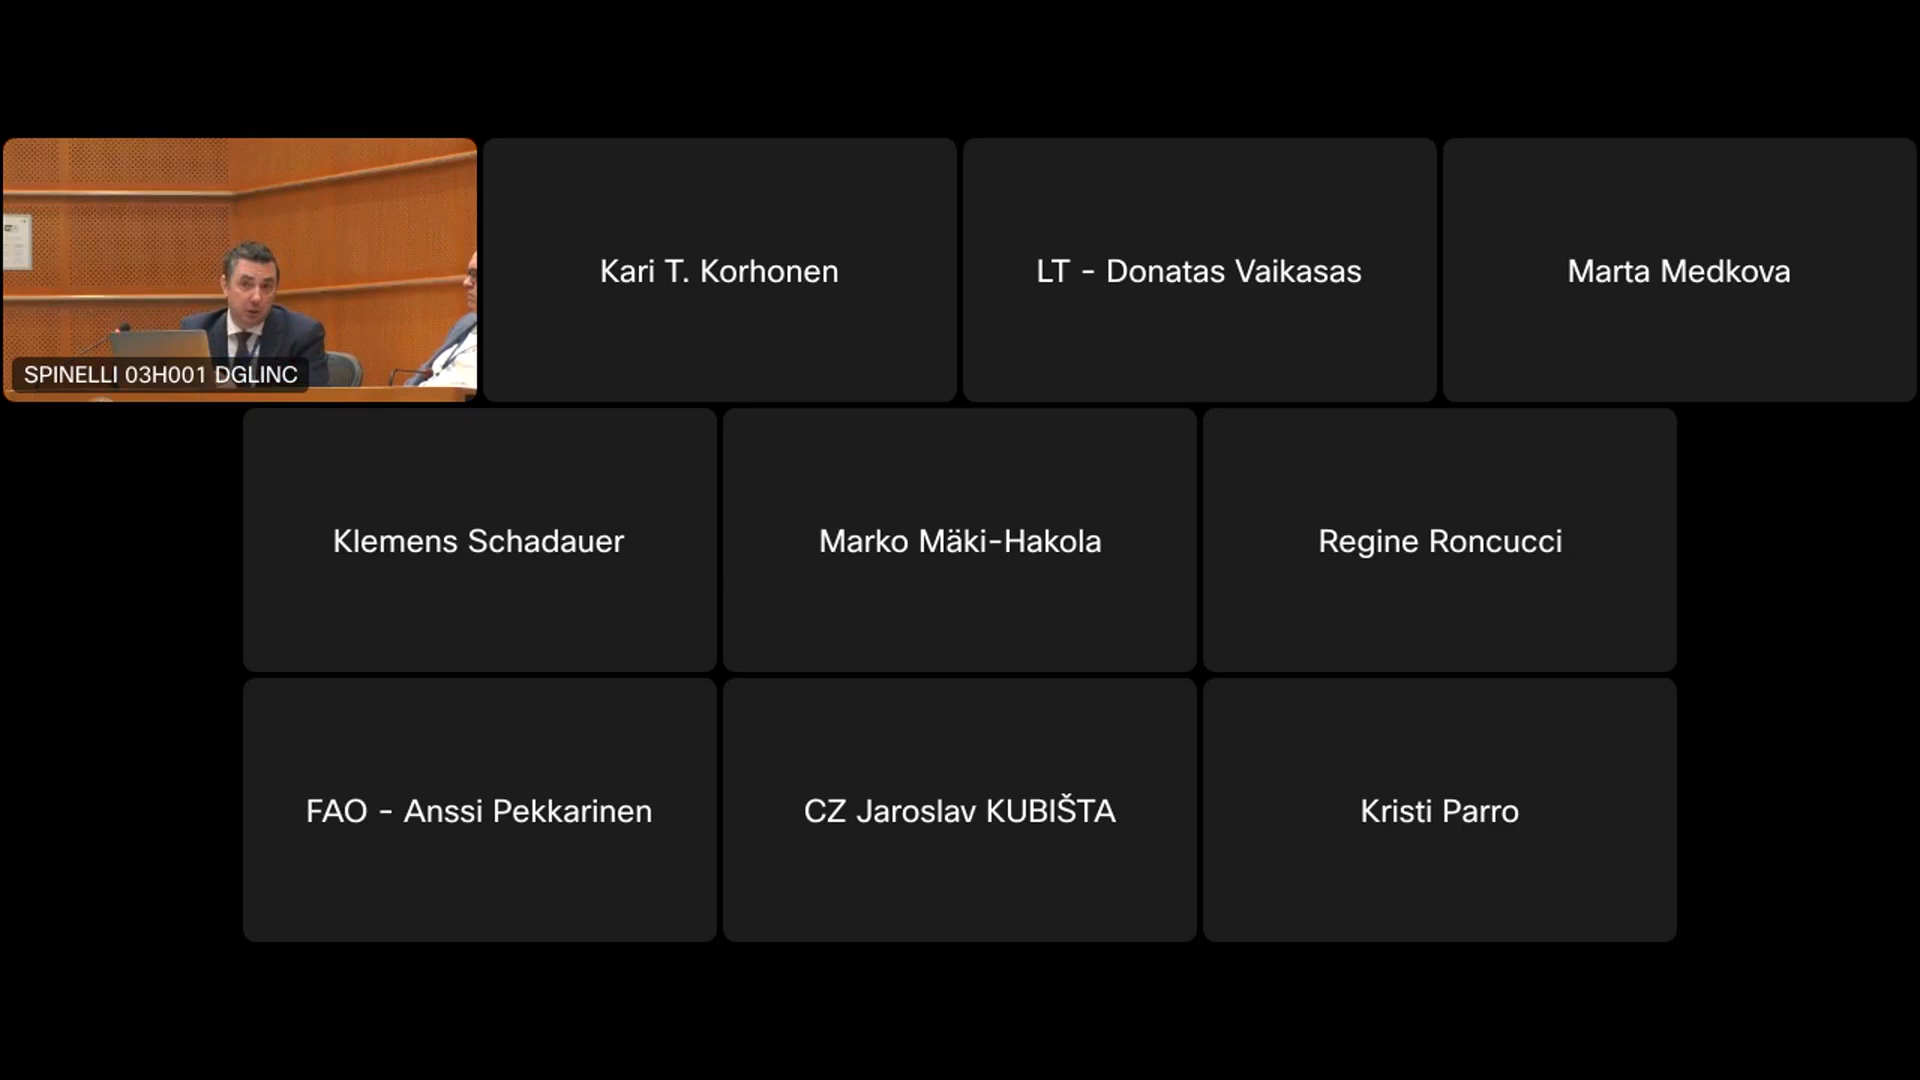 Kari T. Korhonen
LT - Donatas Vaikasas
Marta Medkova
SPINELLI 03H001 DGLINC
Klemens Schadauer
Marko Mäki-Hakola
Regine Roncucci
FAO - Anssi Pekkarinen
CZ Jaroslav KUBIŠTA
Kristi Parro